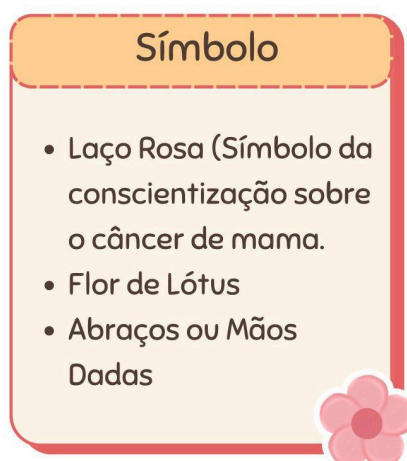 Símbolo
• Laço Rosa (Símbolo da
conscientização sobre
o câncer de mama.
• Flor de Lótus
• Abraços ou Mãos
Dadas